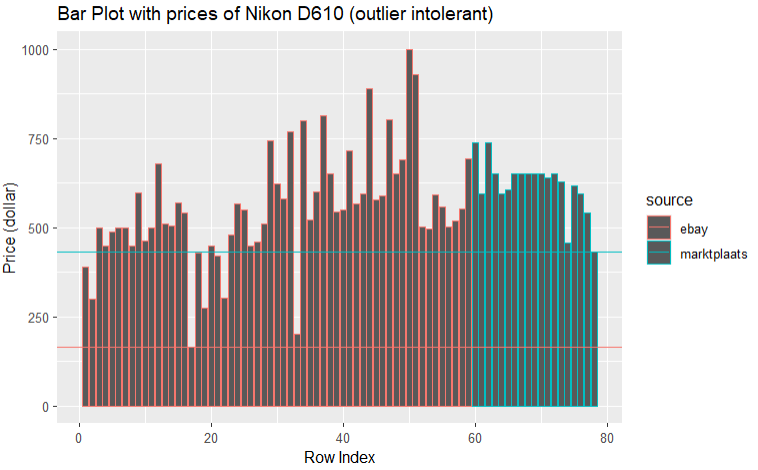 Bar Plot with prices of Nikon D610 (outlier intolerant)
1000
750
500
250
0
Price (dollar)
0 20 40 60 80
Row Index
source
ebay
marktplaats